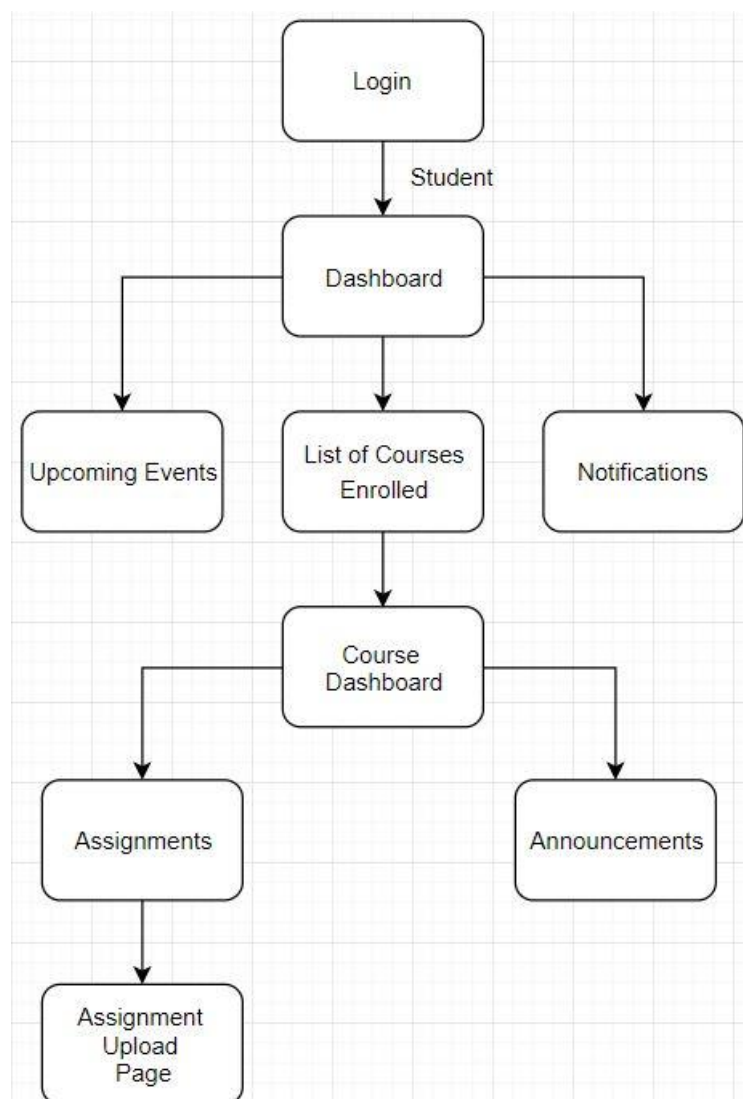 Login
Student
Dashboard
Upcoming Events
List of Courses
Enrolled
Notifications
Course
Dashboard
Assignments
Announcements
Assignment
Upload
Page